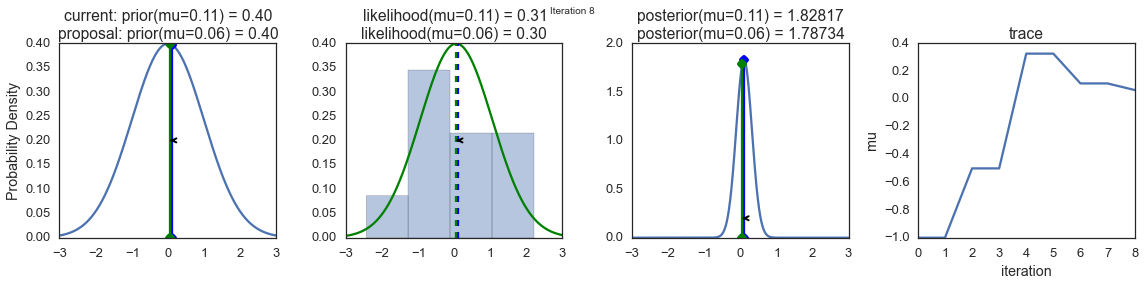 current: prior(mu=0.11) = 0.40
proposal: prior(mu=0.06) = 0.40
Probability Density
0.40
0.35
0.30
0.25
0.20
0.15
0.10
0.05
0.00
−3 −2 −1 0 1 2 3
Iteration 8
likelihood(mu=0.11) = 0.31
likelihood(mu=0.06) = 0.30
0.40
0.35
0.30
0.25
0.20
0.15
0.10
0.05
0.00
−3 −2 −1 0 1 2 3
posterior(mu=0.11) = 1.82817
posterior(mu=0.06) = 1.78734
2.0
1.5
1.0
0.5
0.0
−3 −2 −1 0 1 2 3
trace
mu
0.4
0.2
0.0
−0.2
−0.4
−0.6
−0.8
−1.0
0 1 2 3 4 5 6 7 8
iteration